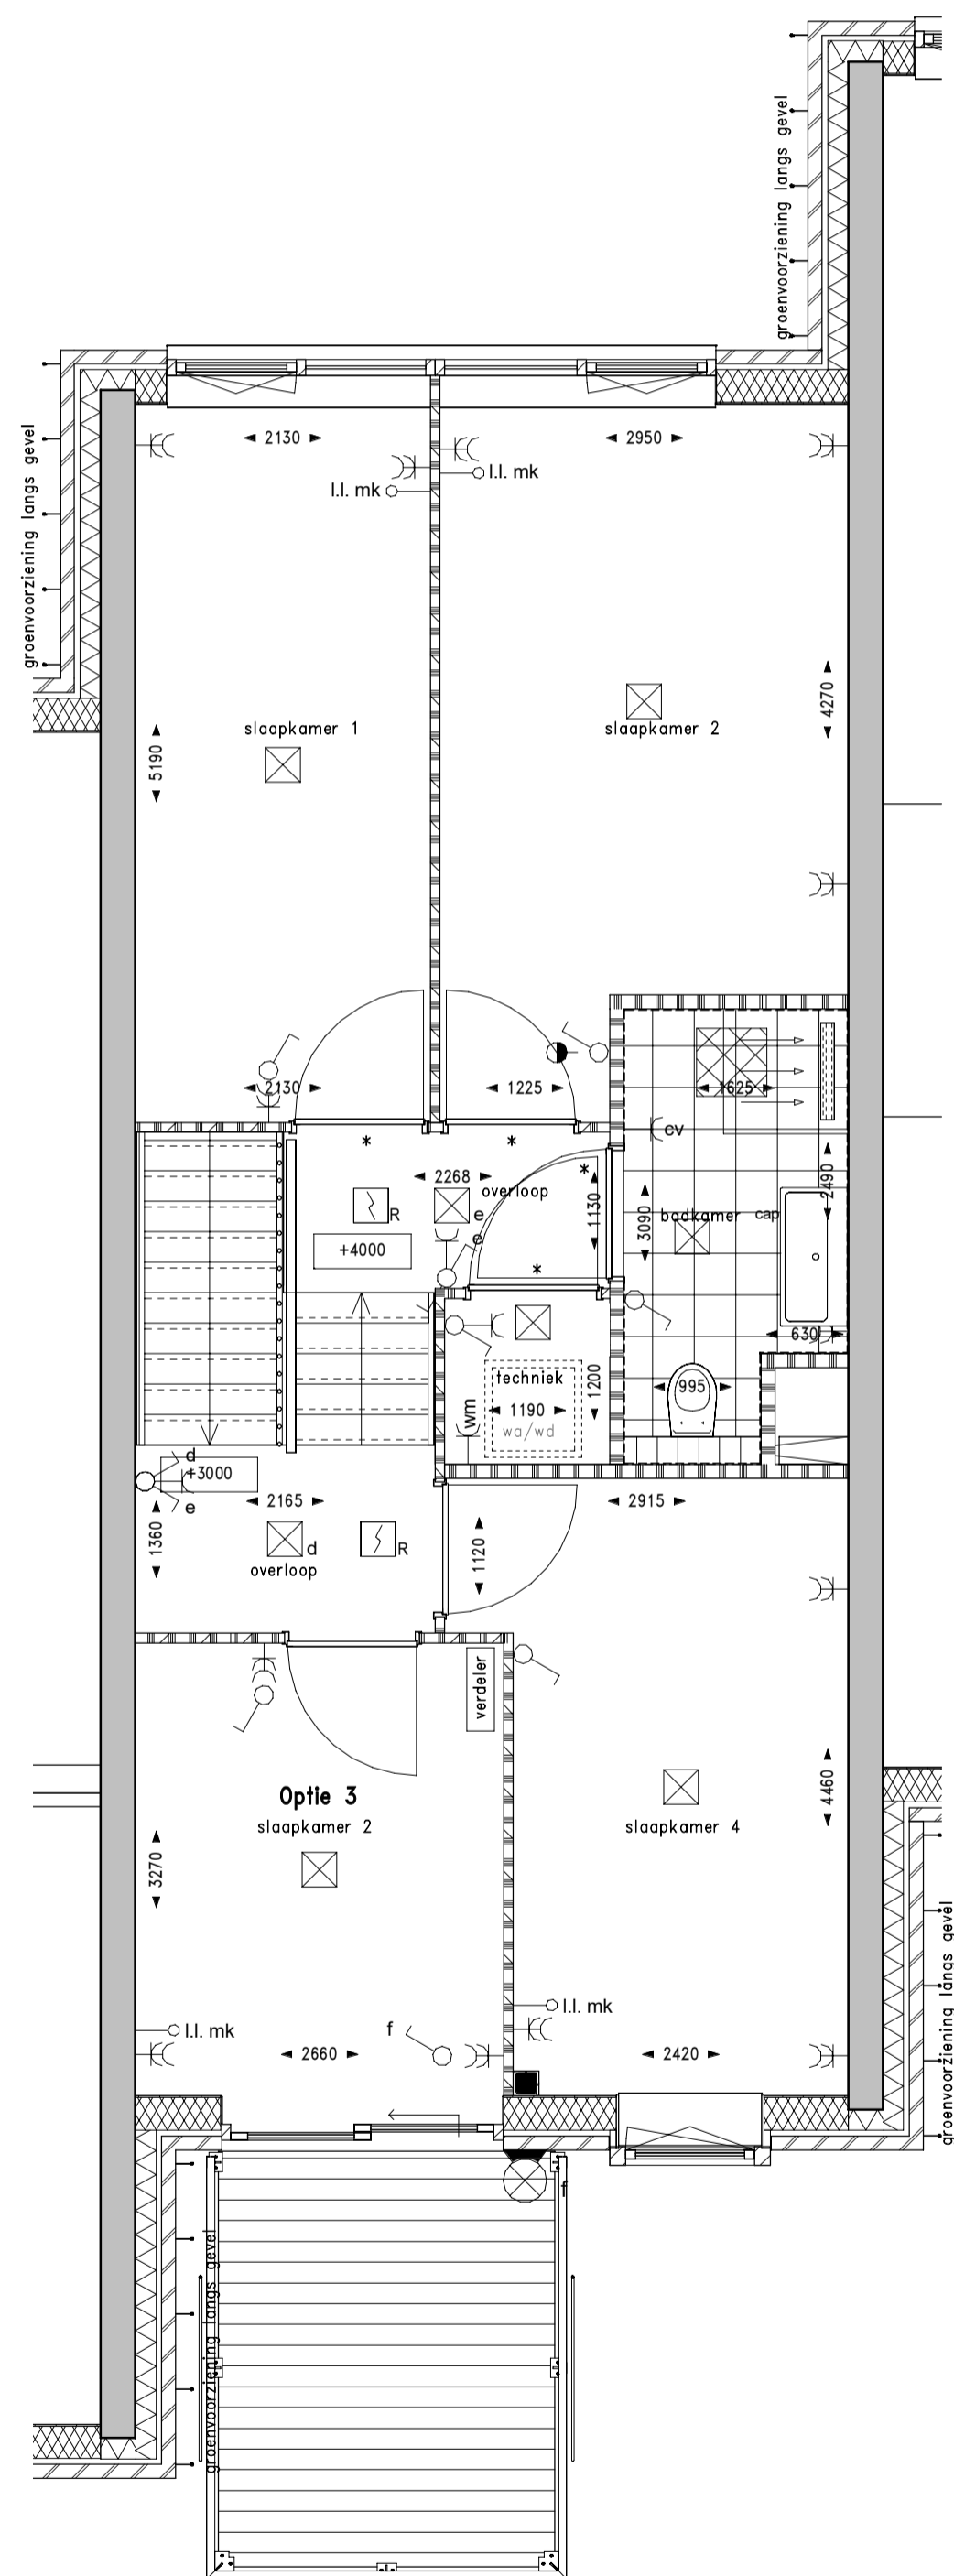 groenvoorziening langs gevel
groenvoorziening langs gevel
2130
2950
l.l. mk
l.l. mk
5190
4270
slaapkamer 1
slaapkamer 2
2130
1225
1625
*
*
cv
2268
overloop
*
1130
3090
2490
R
e
badkamer
cap
+4000
e
*
630
techniek
1200
995
1190
wm
wa/wd
d
+3000
e
2165
2915
1360
1120
d
R
overloop
verdeler
Optie 3
slaapkamer 2
slaapkamer 4
4460
3270
groenvoorziening langs gevel
l.l. mk
l.l. mk
f
2660
2420
f
groenvoorziening langs gevel